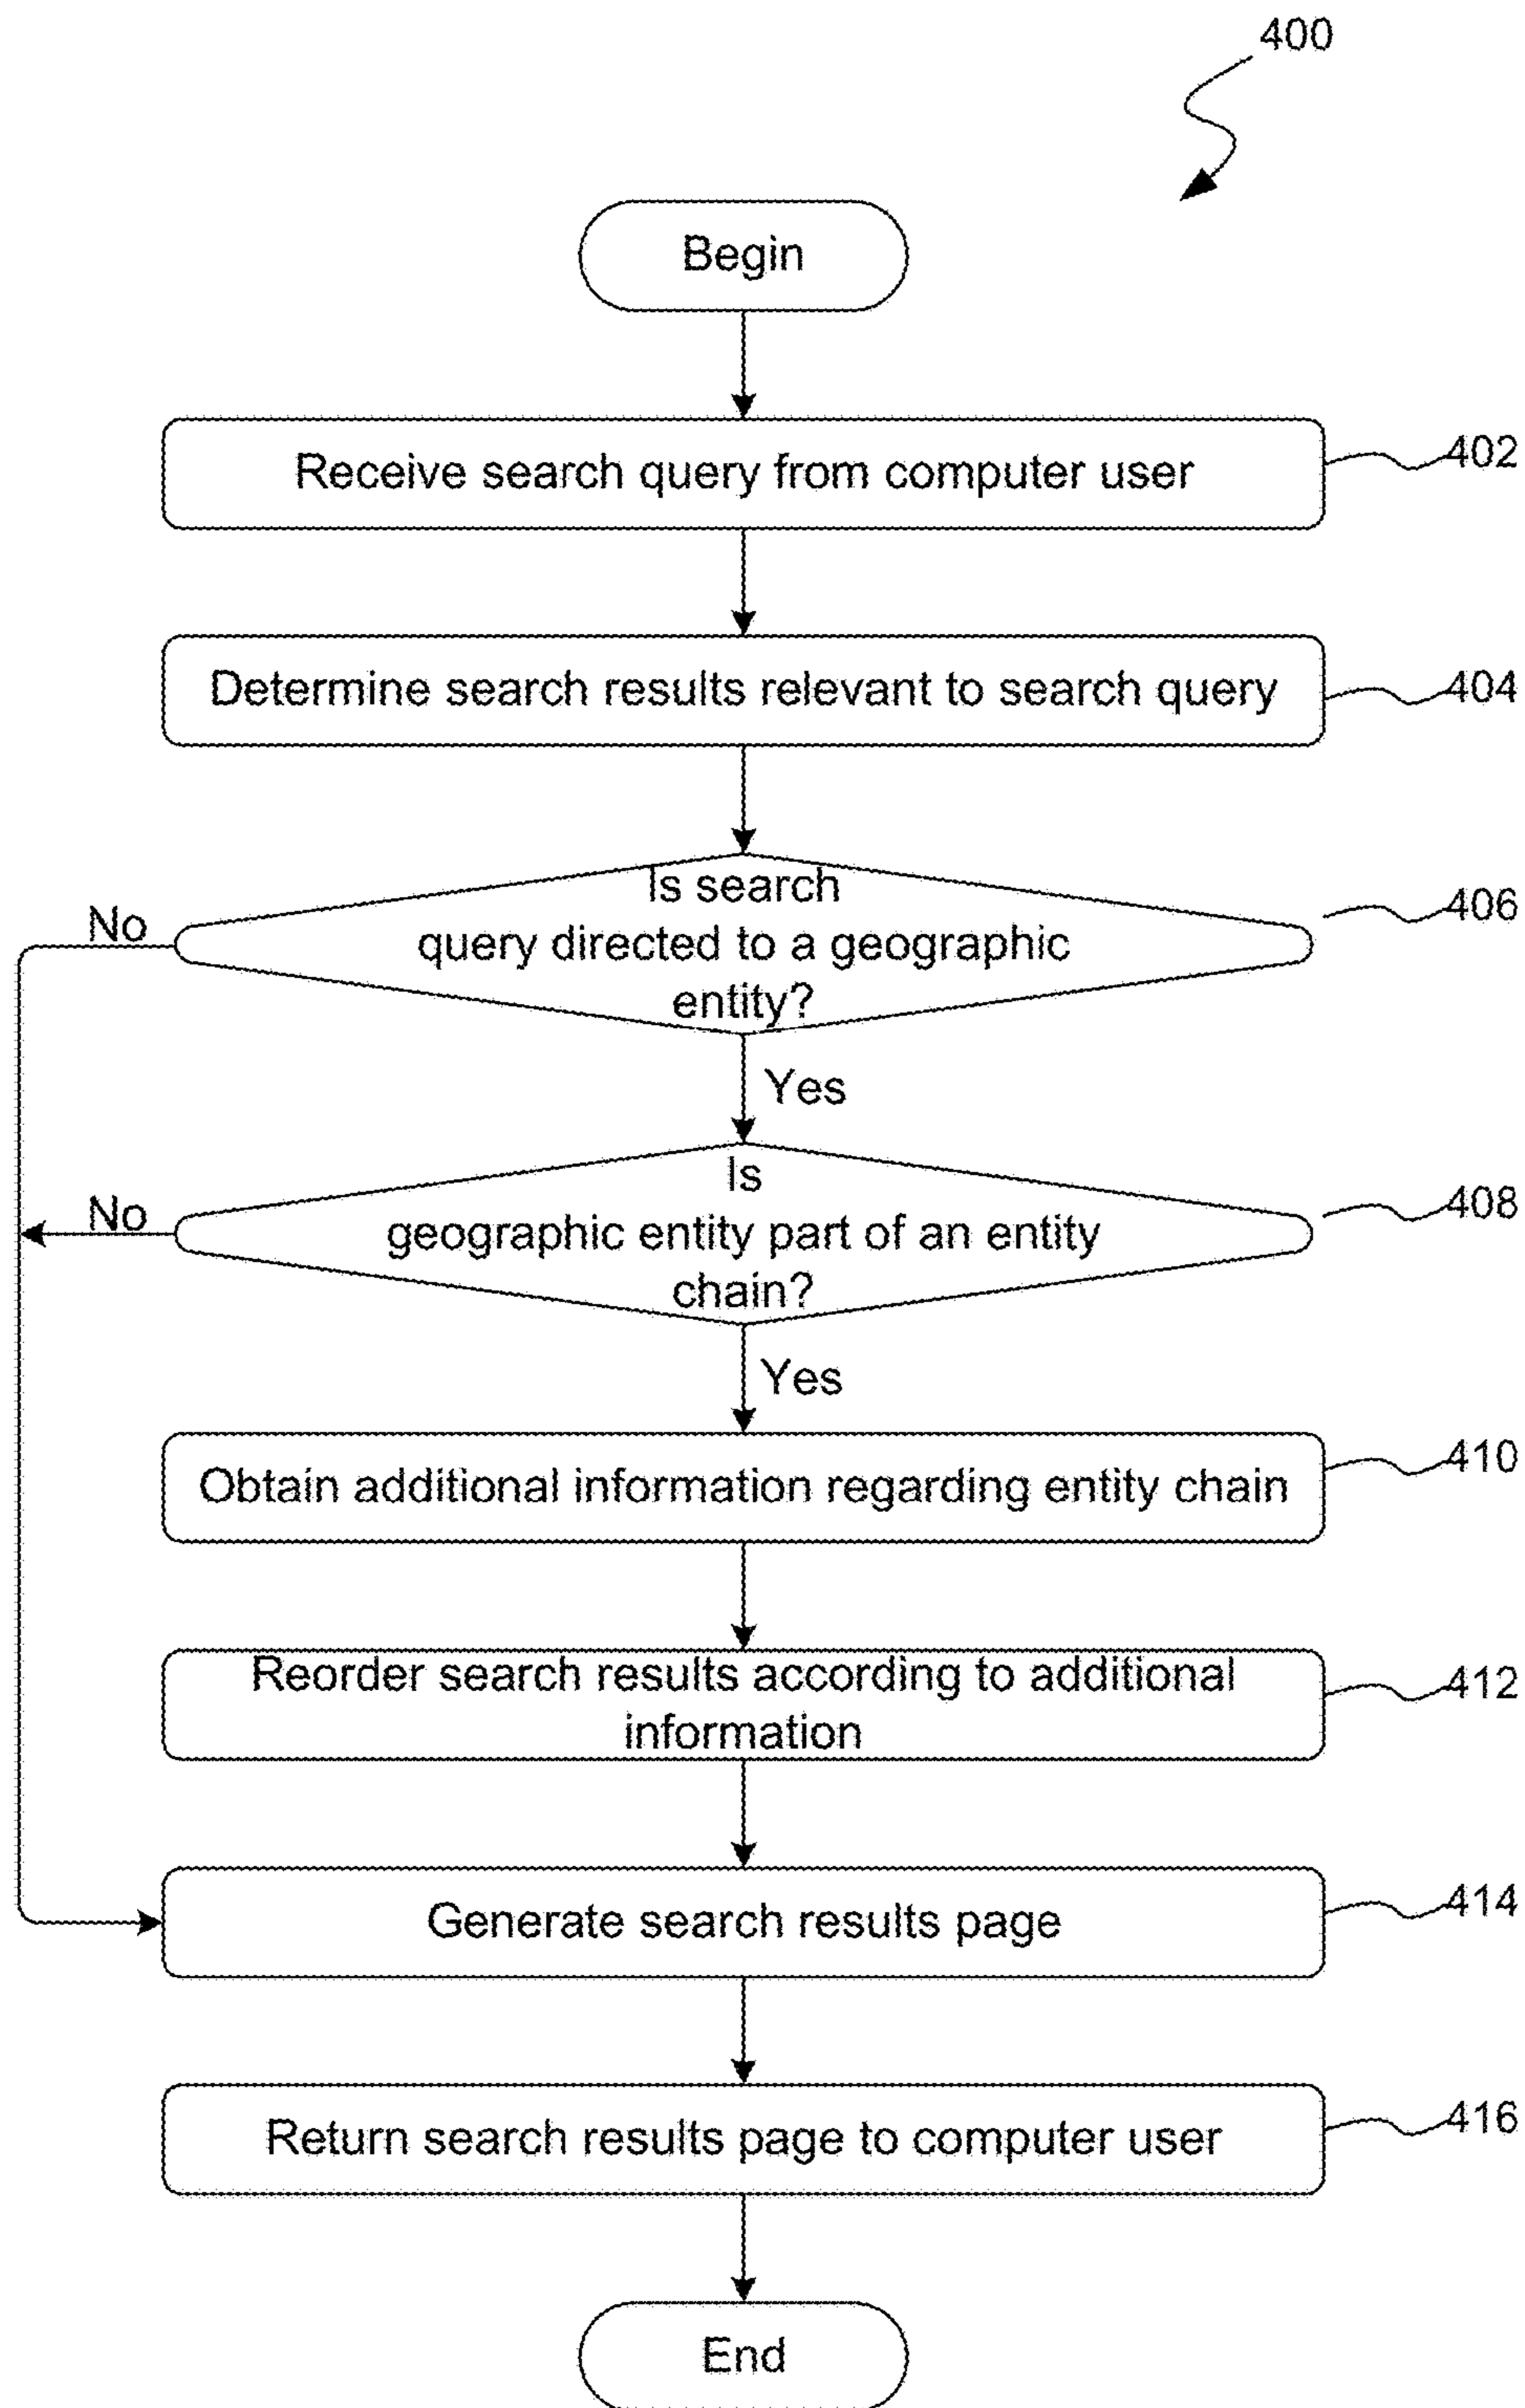 400
Begin
Receive search query from computer user
402
Determine search results relevant to search query
404
Is search
query directed to a geographic
entity?
406
No
Yes
Is
geographic entity part of an entity
chain?
408
No
Yes
Obtain additional information regarding entity chain
410
Reorder search results according to additional
information
412
Generate search results page
414
Return search results page to computer user
416
End